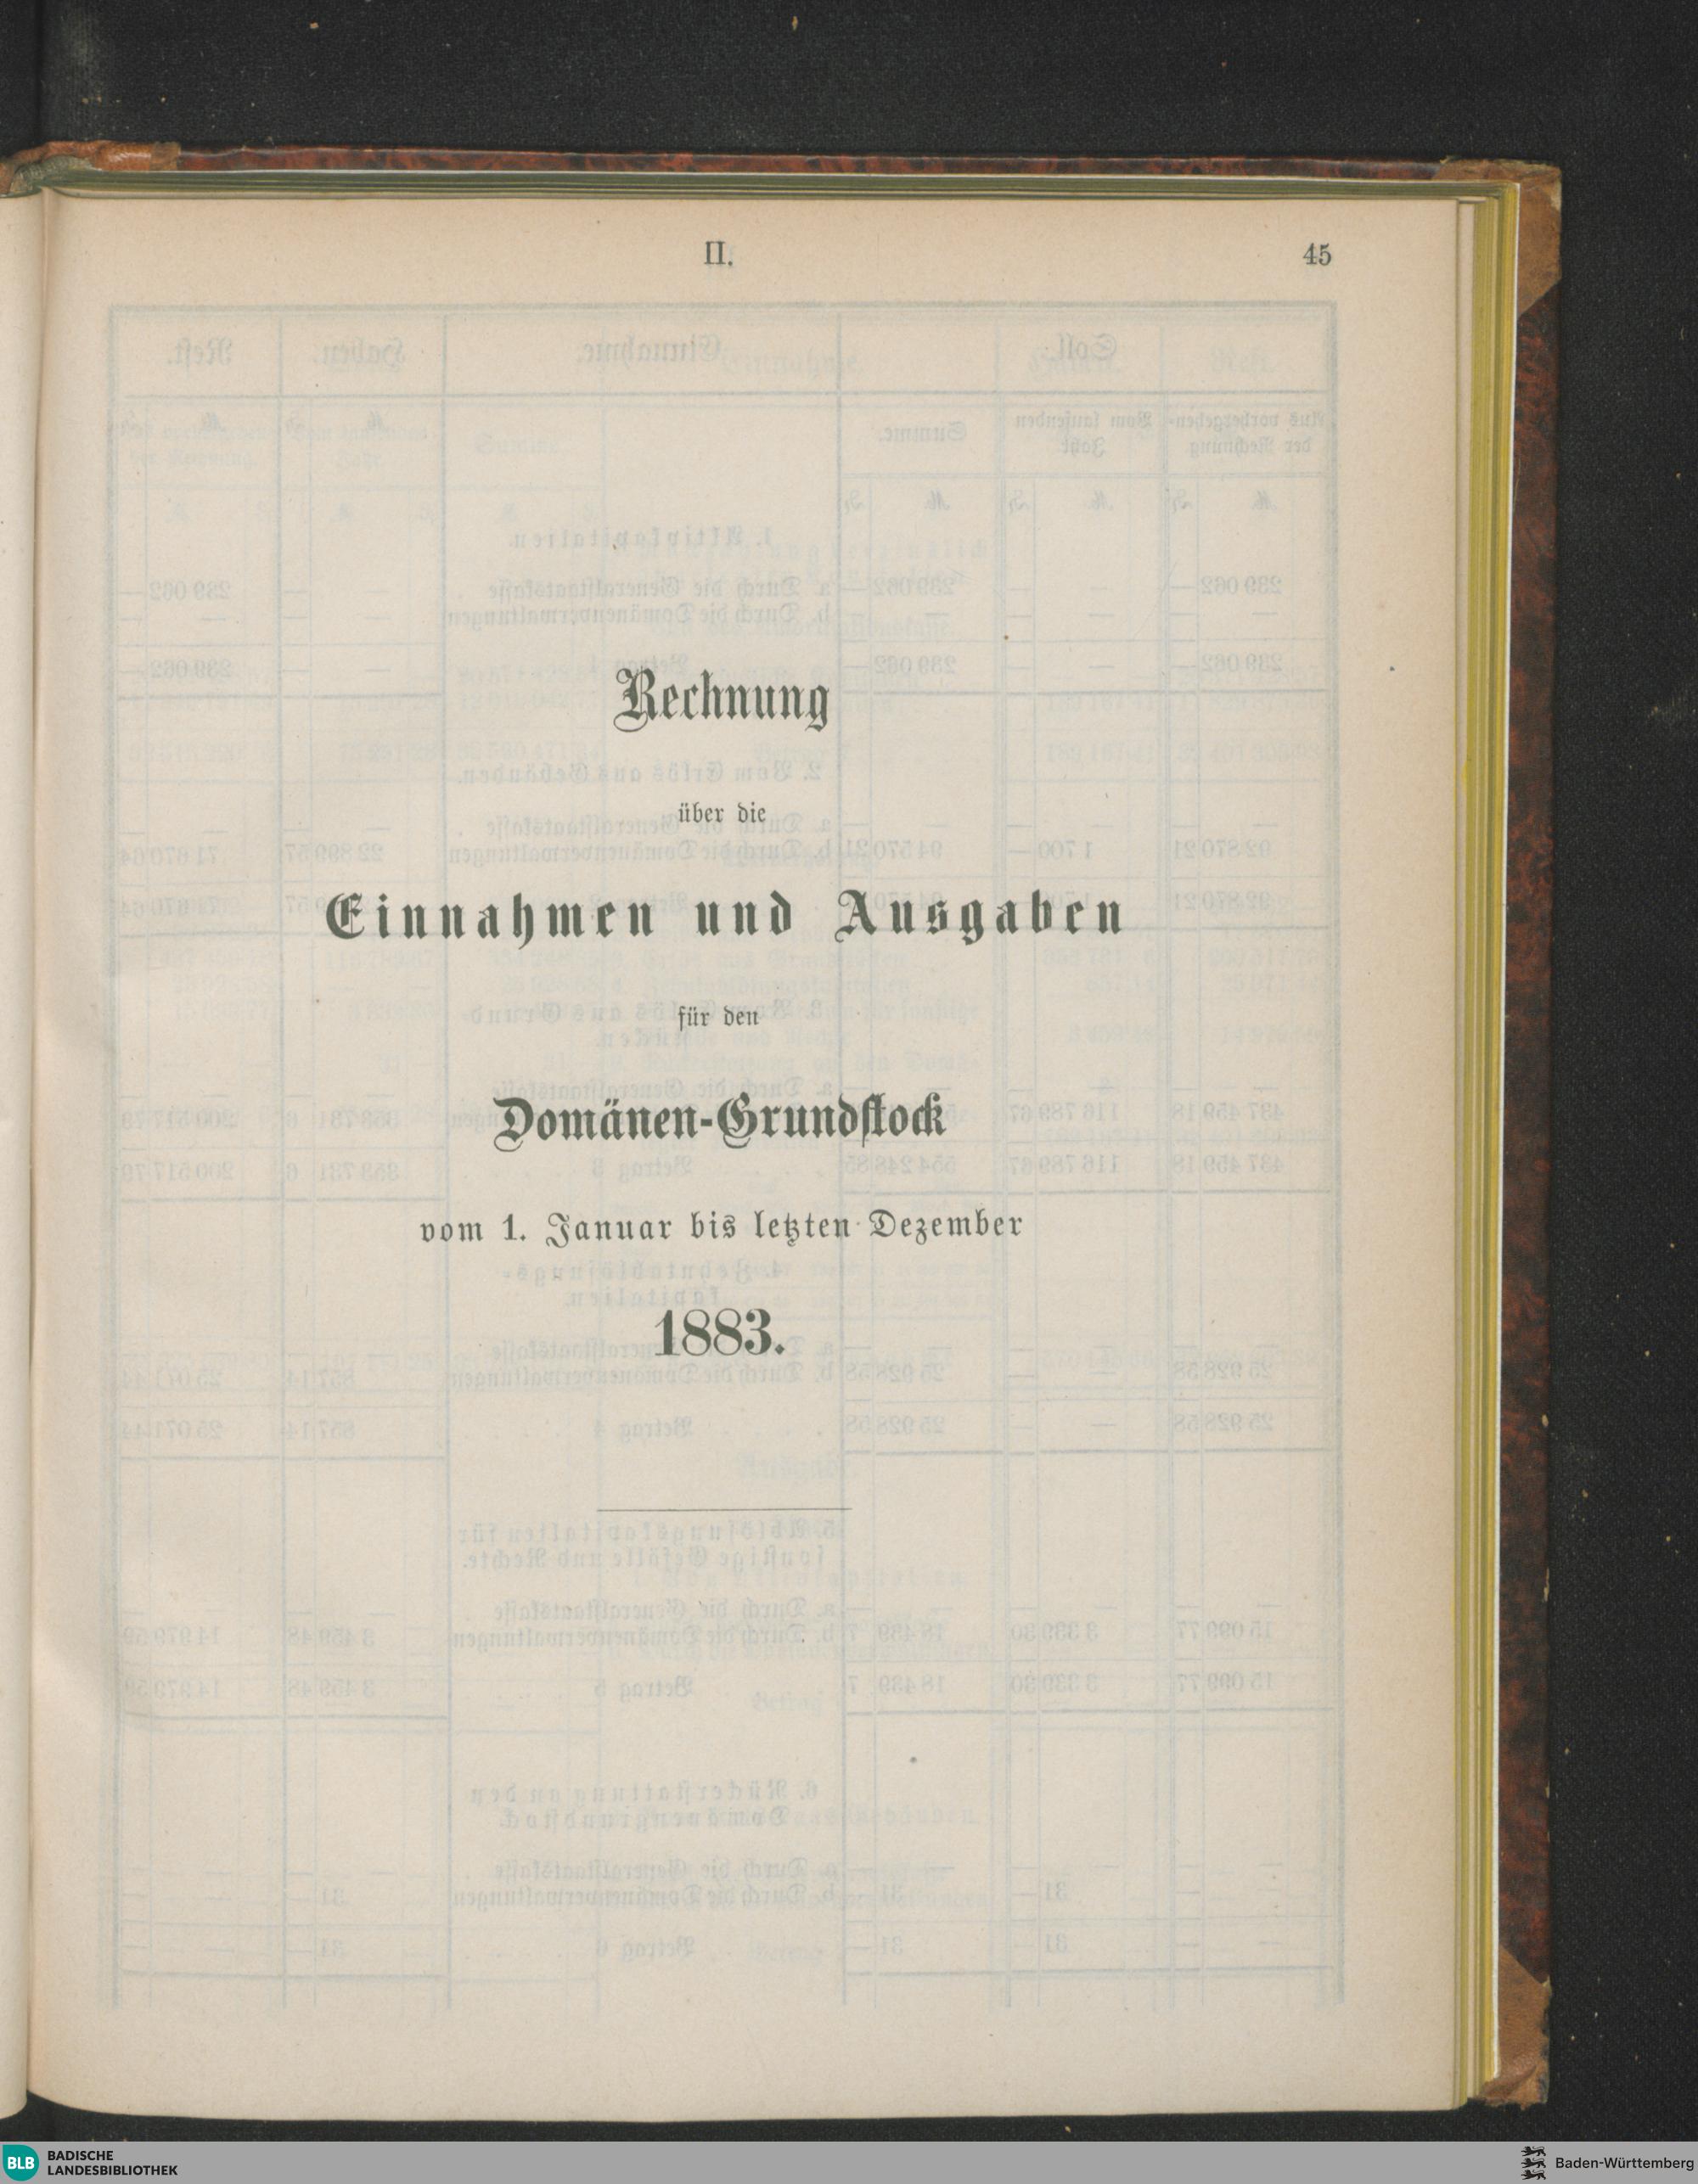 II.
45
Rechnung
über die
Einnahmen und Ausgaben
für den
Domänen-Grundstock
vom 1. Januar bis letzten Dezember
1883.
BLB BADISCHE
LANDESBIBLIOTHEK
Baden-Württemberg